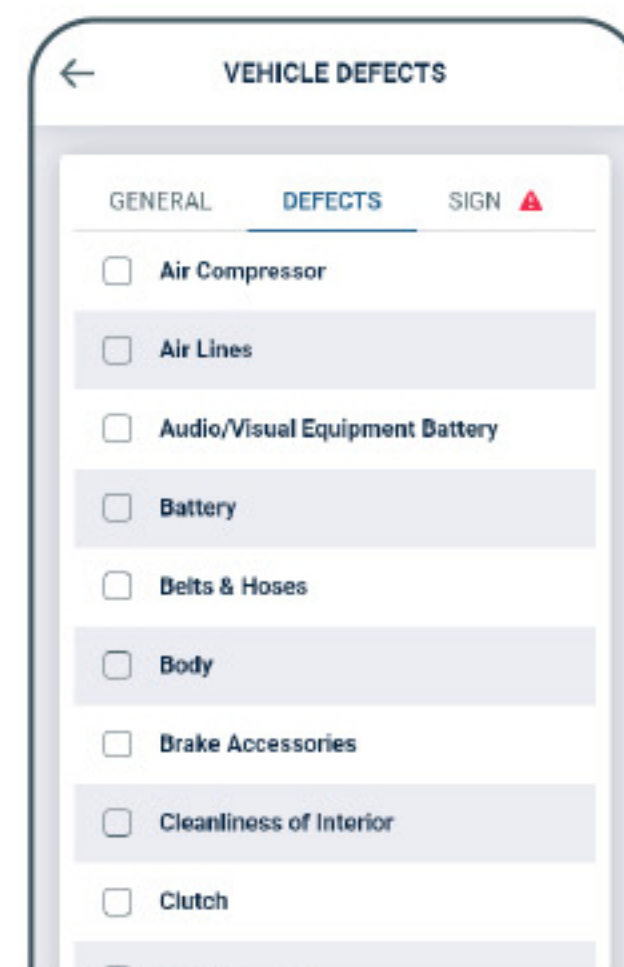 VEHICLE DEFECTS
GENERAL DEFECTS SIGN
Air Compressor
Air Lines
Audio/Visual Equipment Battery
Battery
Belts & Hoses
Body
Brake Accessories
Cleanliness of Interior
Clutch